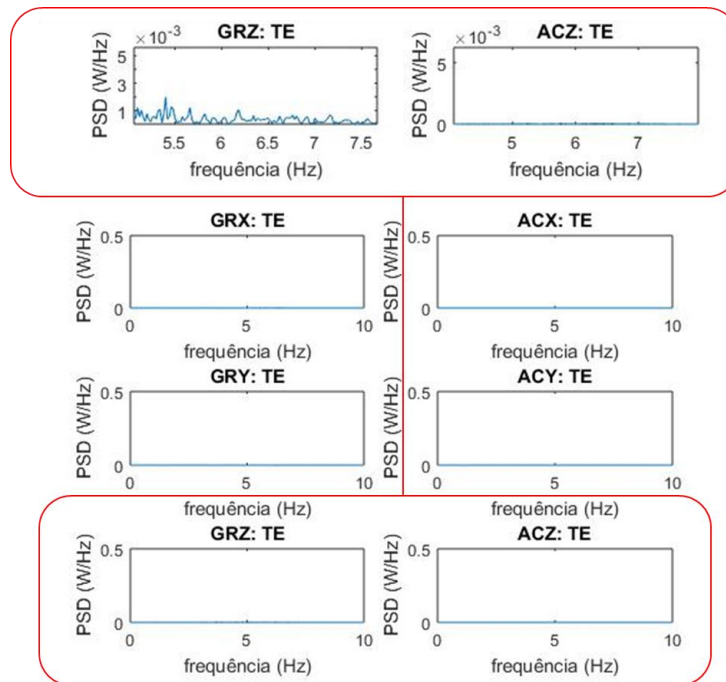 GRZ: TE
ACZ: TE
× 10⁻³
× 10⁻³
PSD (W/Hz)
5
3
1
5.5
6
6.5
7
7.5
frequência (Hz)
PSD (W/Hz)
5
0
5
6
7
frequência (Hz)
GRX: TE
PSD (W/Hz)
0.5
0
0
5
10
frequência (Hz)
ACX: TE
PSD (W/Hz)
0.5
0
0
5
10
frequência (Hz)
GRY: TE
PSD (W/Hz)
0.5
0
0
5
10
frequência (Hz)
ACY: TE
PSD (W/Hz)
0.5
0
0
5
10
frequência (Hz)
GRZ: TE
PSD (W/Hz)
0.5
0
0
5
10
frequência (Hz)
ACZ: TE
PSD (W/Hz)
0.5
0
0
5
10
frequência (Hz)